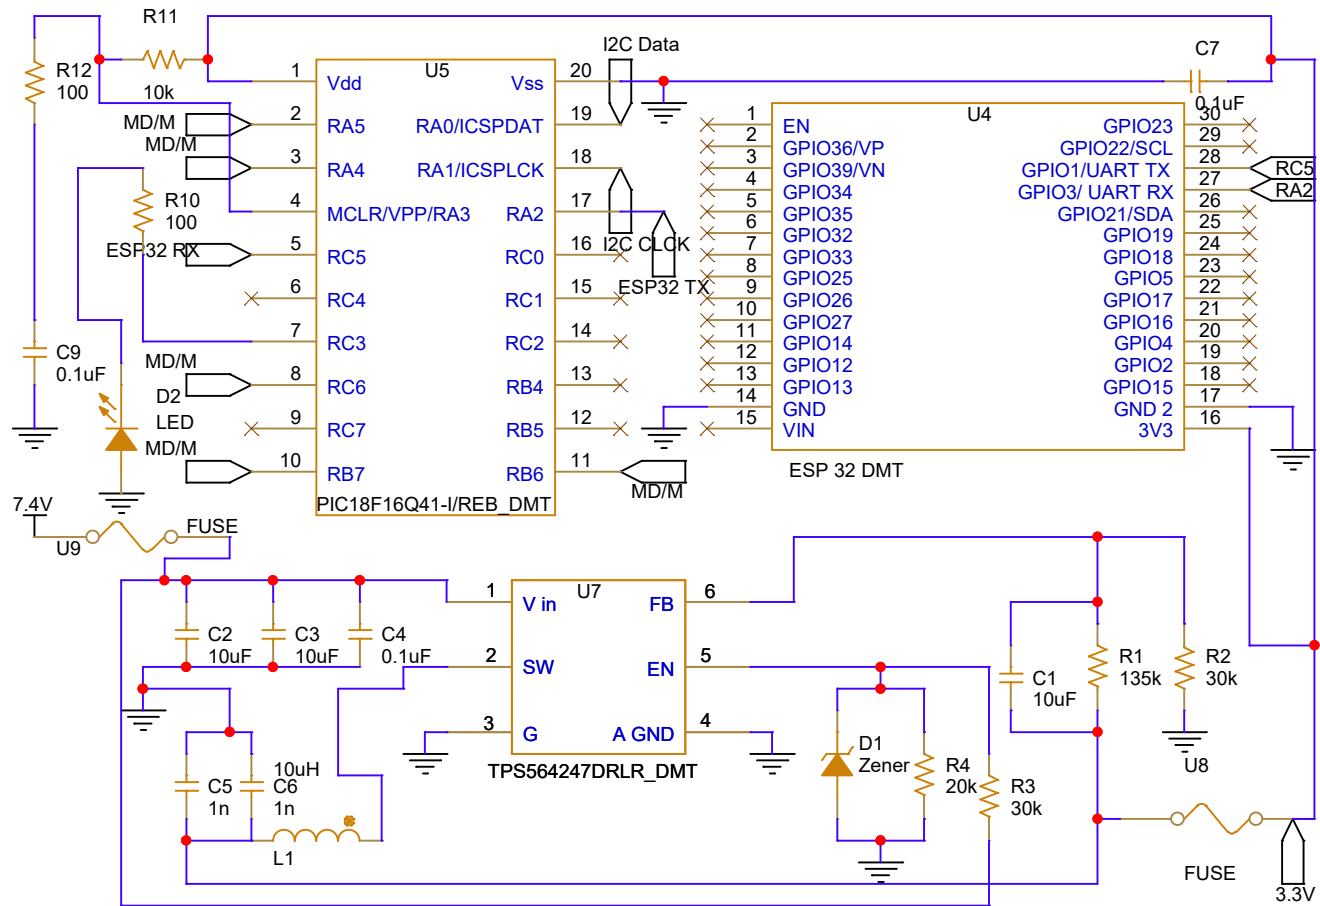 R11
10k
R12
100
MD/M
MD/M
R10
100
ESP32 RX
C9
0.1uF
D2
LED
MD/M
MD/M
U5
1 Vdd
2 RA5
3 RA4
4 MCLR/VPP/RA3
5 RC5
6 RC4
7 RC3
8 RC6
9 RC7
10 RB7
Vss 20
RA0/ICSPDAT 19
RA1/ICSPLCK 18
RA2 17
RC0 16
RC1 15
RC2 14
RB4 13
RB5 12
RB6 11
PIC18F16Q41-I/REB_DMT
I2C Data
I2C CLCK
ESP32 TX
MD/M
C7
0.1uF
U4
1 EN
2 GPIO36/VP
3 GPIO39/VN
4 GPIO34
5 GPIO35
6 GPIO32
7 GPIO33
8 GPIO25
9 GPIO26
10 GPIO27
11 GPIO14
12 GPIO12
13 GPIO13
14 GND
15 VIN
GPIO23 30
GPIO22/SCL 29
GPIO1/UART TX 28
GPIO3/ UART RX 27
GPIO21/SDA 26
GPIO19 25
GPIO18 24
GPIO5 23
GPIO17 22
GPIO16 21
GPIO4 20
GPIO2 19
GPIO15 18
GND 2 17
3V3 16
RC5
RA2
ESP 32 DMT
7.4V
U9
FUSE
C2
10uF
C3
10uF
C4
0.1uF
C5
1n
10uH
C6
1n
L1
U7
1 V in
2 SW
3 G
FB 6
EN 5
A GND 4
TPS564247DRLR_DMT
D1
Zener
R4
20k
R3
30k
C1
10uF
R1
135k
R2
30k
U8
FUSE
3.3V